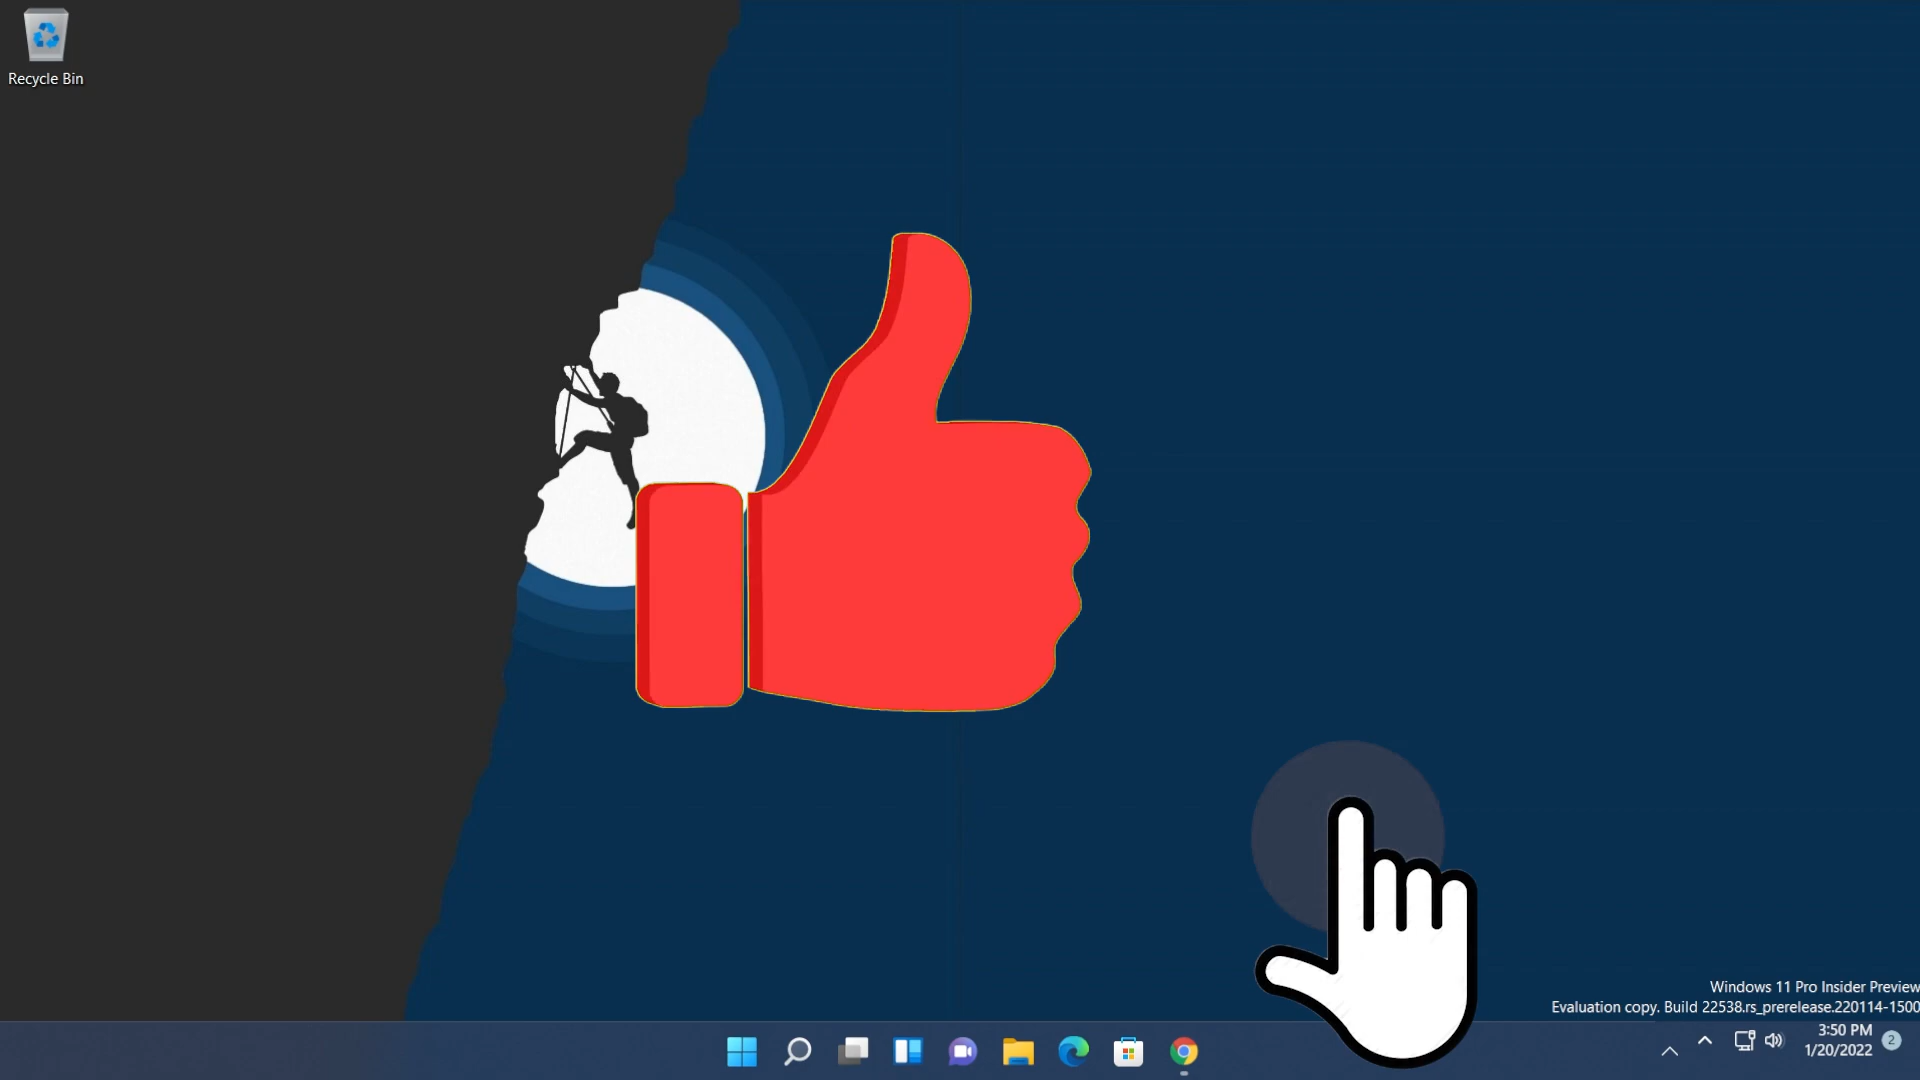 Recycle Bin
Windows 11 Pro Insider Preview
Evaluation copy. Build 22538.rs_prerelease.220114-1500
3:50 PM
1/20/2022
2